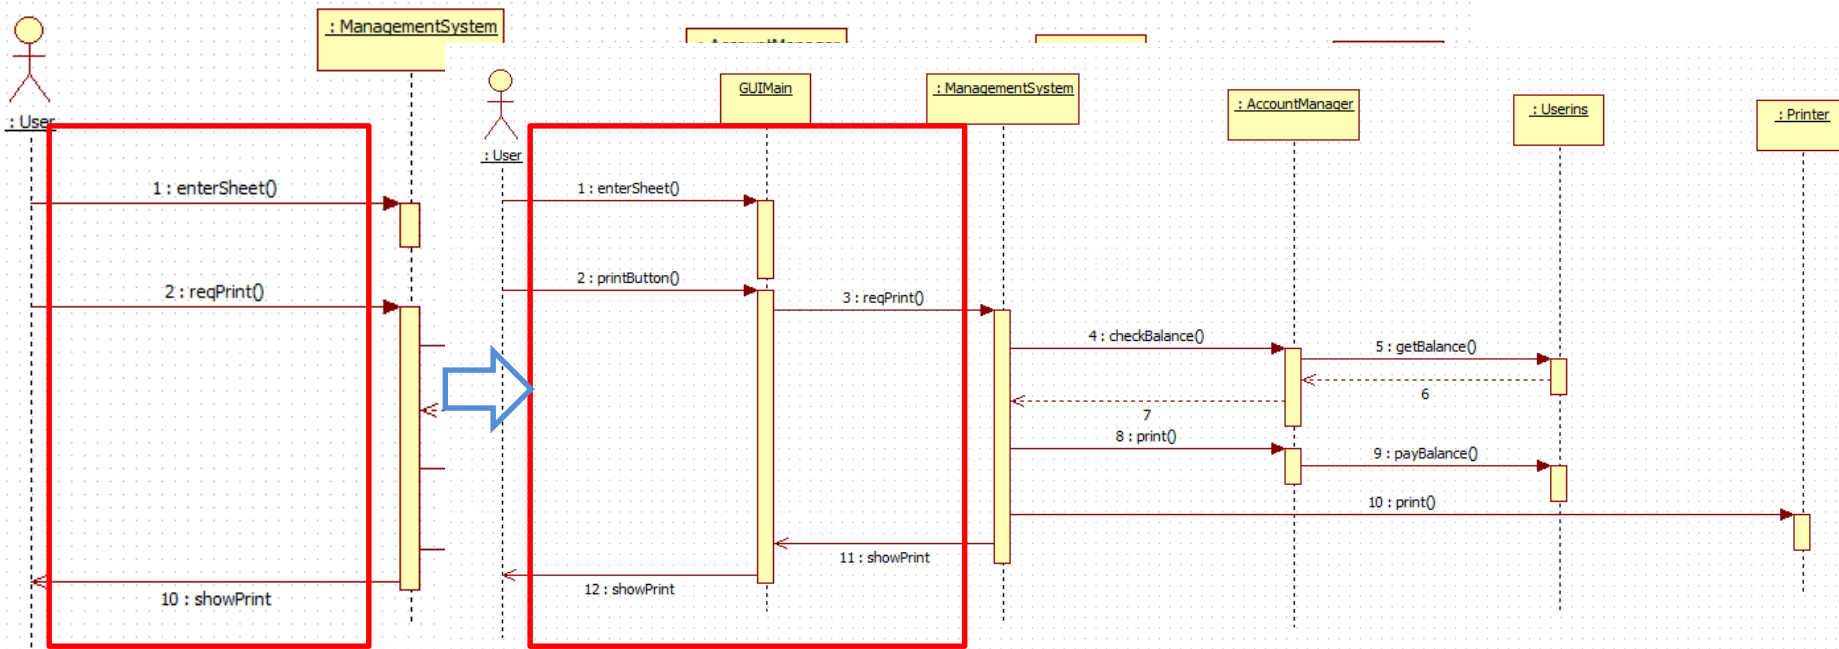 : ManagementSystem
: AccountManager
: User
1 : enterSheet()
2 : reqPrint()
10 : showPrint
: User
GUIMain
: ManagementSystem
: AccountManager
: Userins
: Printer
1 : enterSheet()
2 : printButton()
3 : reqPrint()
4 : checkBalance()
5 : getBalance()
6
7
8 : print()
9 : payBalance()
10 : print()
11 : showPrint
12 : showPrint